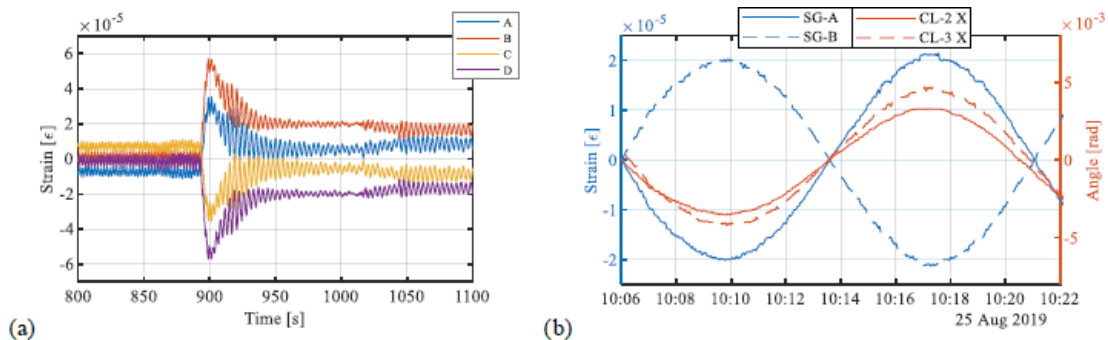 × 10⁻⁵
A
B
C
D
6
4
2
0
-2
-4
-6
Strain [ϵ]
800 850 900 950 1000 1050 1100
Time [s]
(a)
SG-A CL-2 X
SG-B CL-3 X
× 10⁻⁵
× 10⁻³
2
1
0
-1
-2
Strain [ϵ]
5
0
-5
Angle [rad]
10:06 10:08 10:10 10:12 10:14 10:16 10:18 10:20 10:22
25 Aug 2019
(b)